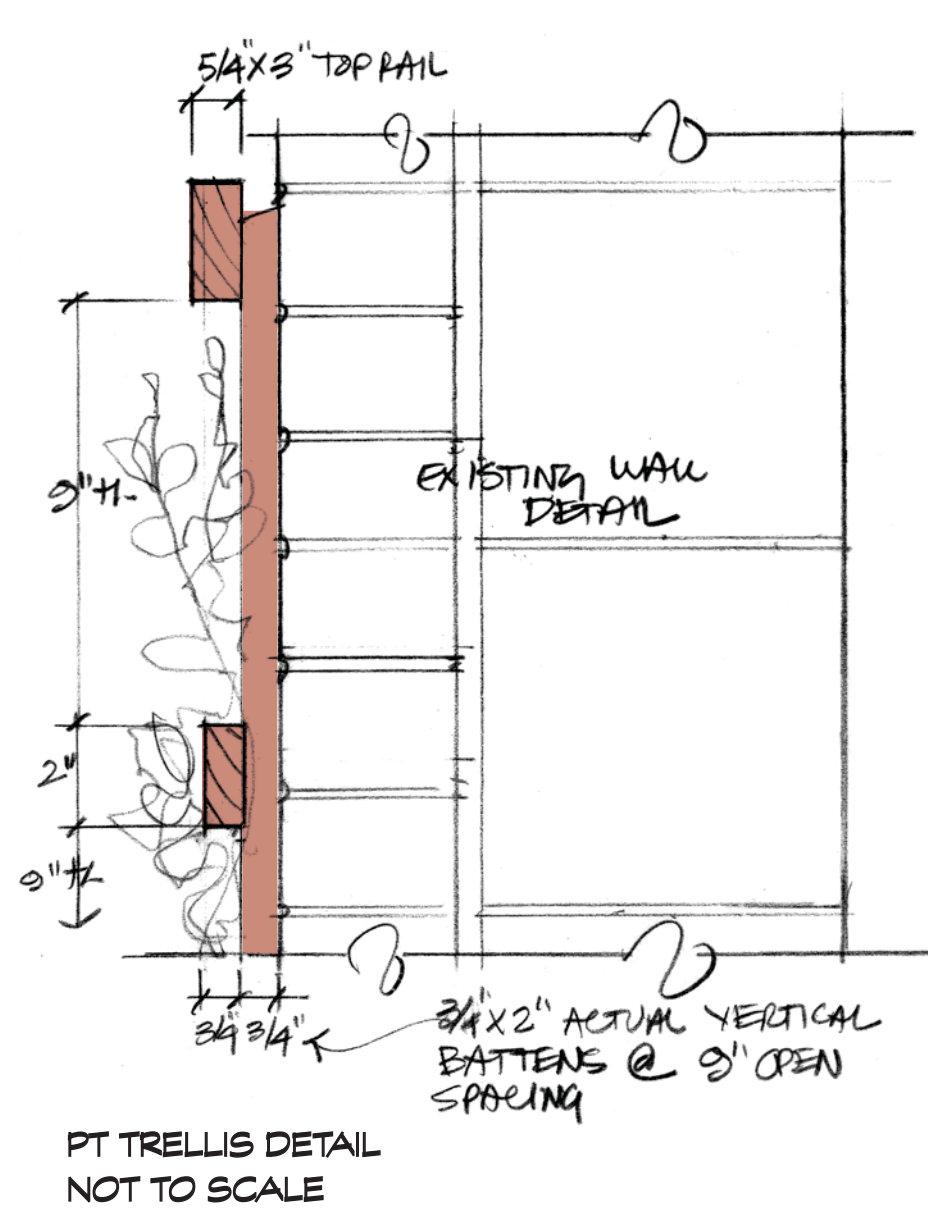 5/4"X3" TOP RAIL
9"+/-
EXISTING WALL
DETAIL
2"
9"+/-
3/4" 3/4"
3/4"X2" ACTUAL VERTICAL
BATTENS @ 9" OPEN
SPACING
PT TRELLIS DETAIL
NOT TO SCALE